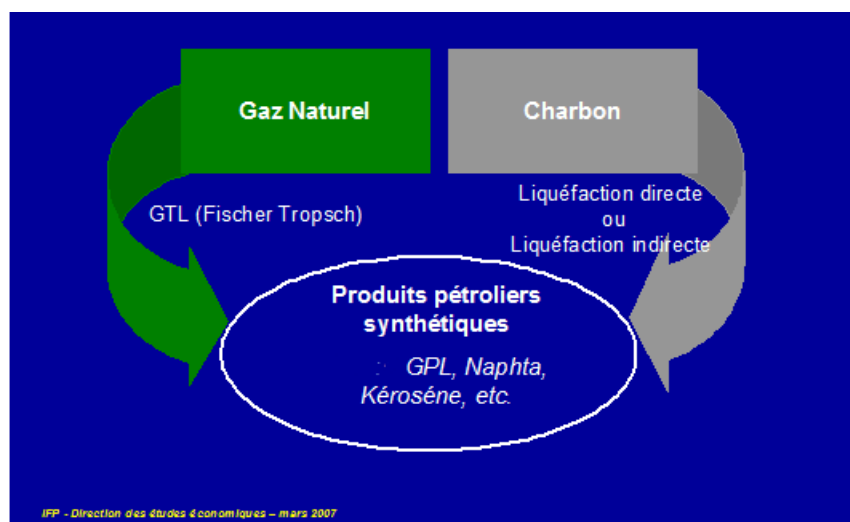 Gaz Naturel
Charbon
GTL (Fischer Tropsch)
Liquéfaction directe
ou
Liquéfaction indirecte
Produits pétroliers
synthétiques
: GPL, Naphta,
Kéroséne, etc.
IFP - Direction des études économiques – mars 2007